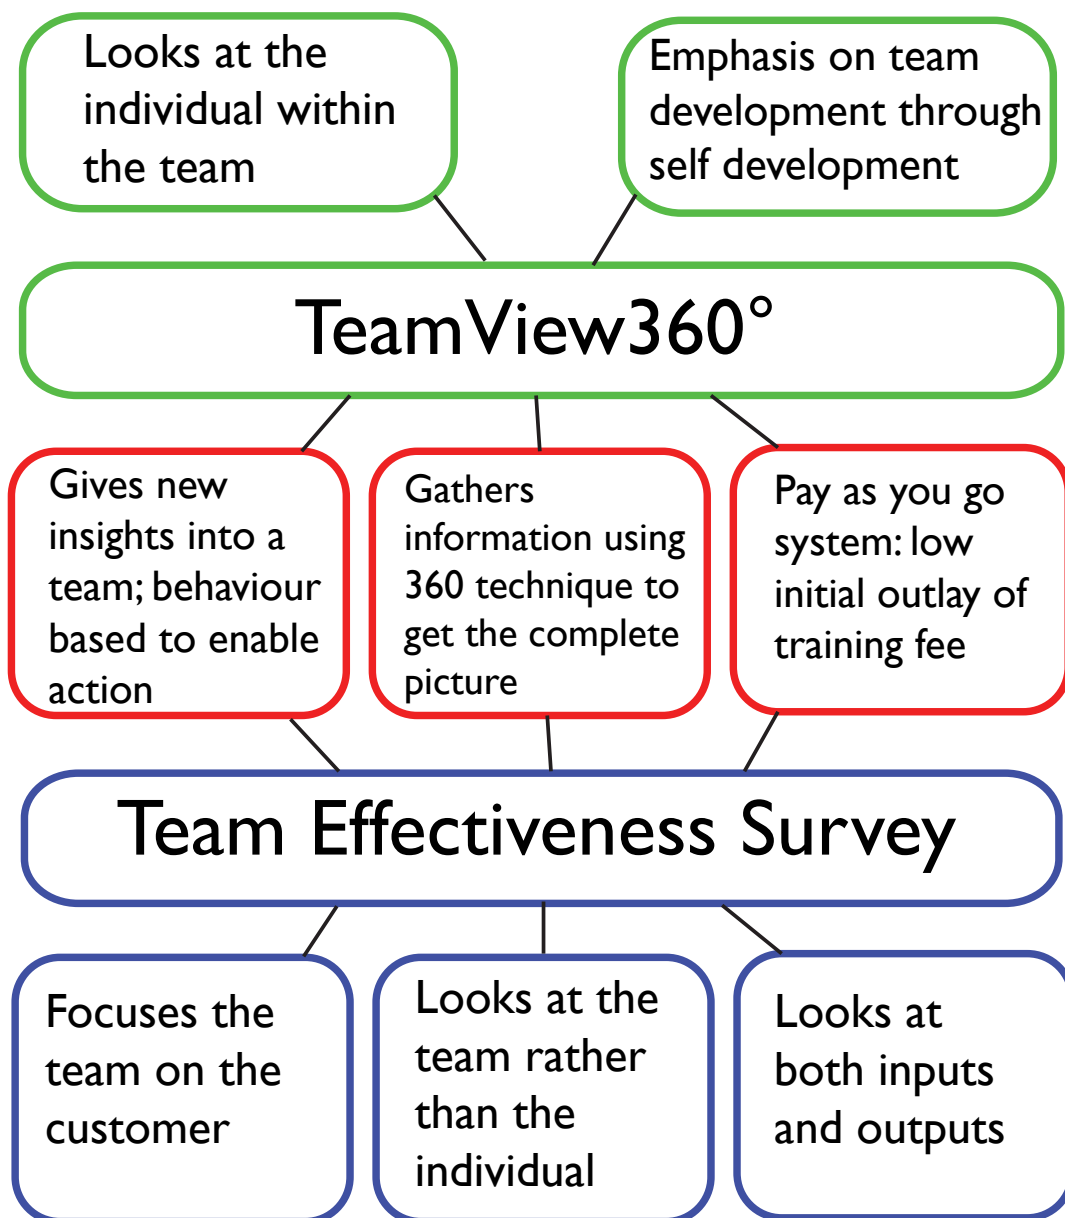 Looks at the
individual within
the team
Emphasis on team
development through
self development
TeamView360°
Gives new
insights into a
team; behaviour
based to enable
action
Gathers
information using
360 technique to
get the complete
picture
Pay as you go
system: low
initial outlay of
training fee
Team Effectiveness Survey
Focuses the
team on the
customer
Looks at the
team rather
than the
individual
Looks at
both inputs
and outputs